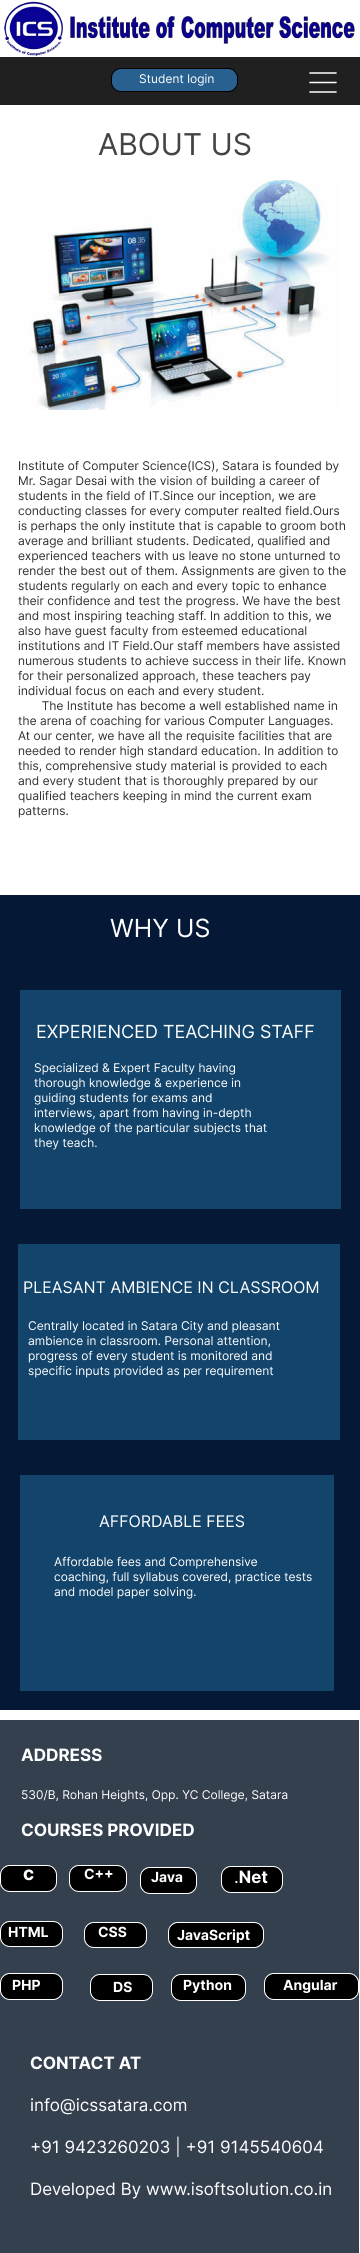 ICS
Institute of Computer Science
Institute of Computer Science
Student login
ABOUT US
08:35
20:35
Institute of Computer Science(ICS), Satara is founded by
Mr. Sagar Desai with the vision of building a career of
students in the field of IT.Since our inception, we are
conducting classes for every computer realted field.Ours
is perhaps the only institute that is capable to groom both
average and brilliant students. Dedicated, qualified and
experienced teachers with us leave no stone unturned to
render the best out of them. Assignments are given to the
students regularly on each and every topic to enhance
their confidence and test the progress. We have the best
and most inspiring teaching staff. In addition to this, we
also have guest faculty from esteemed educational
institutions and IT Field.Our staff members have assisted
numerous students to achieve success in their life. Known
for their personalized approach, these teachers pay
individual focus on each and every student.
The Institute has become a well established name in
the arena of coaching for various Computer Languages.
At our center, we have all the requisite facilities that are
needed to render high standard education. In addition to
this, comprehensive study material is provided to each
and every student that is thoroughly prepared by our
qualified teachers keeping in mind the current exam
patterns.
WHY US
EXPERIENCED TEACHING STAFF
Specialized & Expert Faculty having
thorough knowledge & experience in
guiding students for exams and
interviews, apart from having in-depth
knowledge of the particular subjects that
they teach.
PLEASANT AMBIENCE IN CLASSROOM
Centrally located in Satara City and pleasant
ambience in classroom. Personal attention,
progress of every student is monitored and
specific inputs provided as per requirement
AFFORDABLE FEES
Affordable fees and Comprehensive
coaching, full syllabus covered, practice tests
and model paper solving.
ADDRESS
530/B, Rohan Heights, Opp. YC College, Satara
COURSES PROVIDED
c C++ Java .Net
HTML CSS JavaScript
PHP DS Python Angular
CONTACT AT
info@icssatara.com
+91 9423260203 | +91 9145540604
Developed By www.isoftsolution.co.in